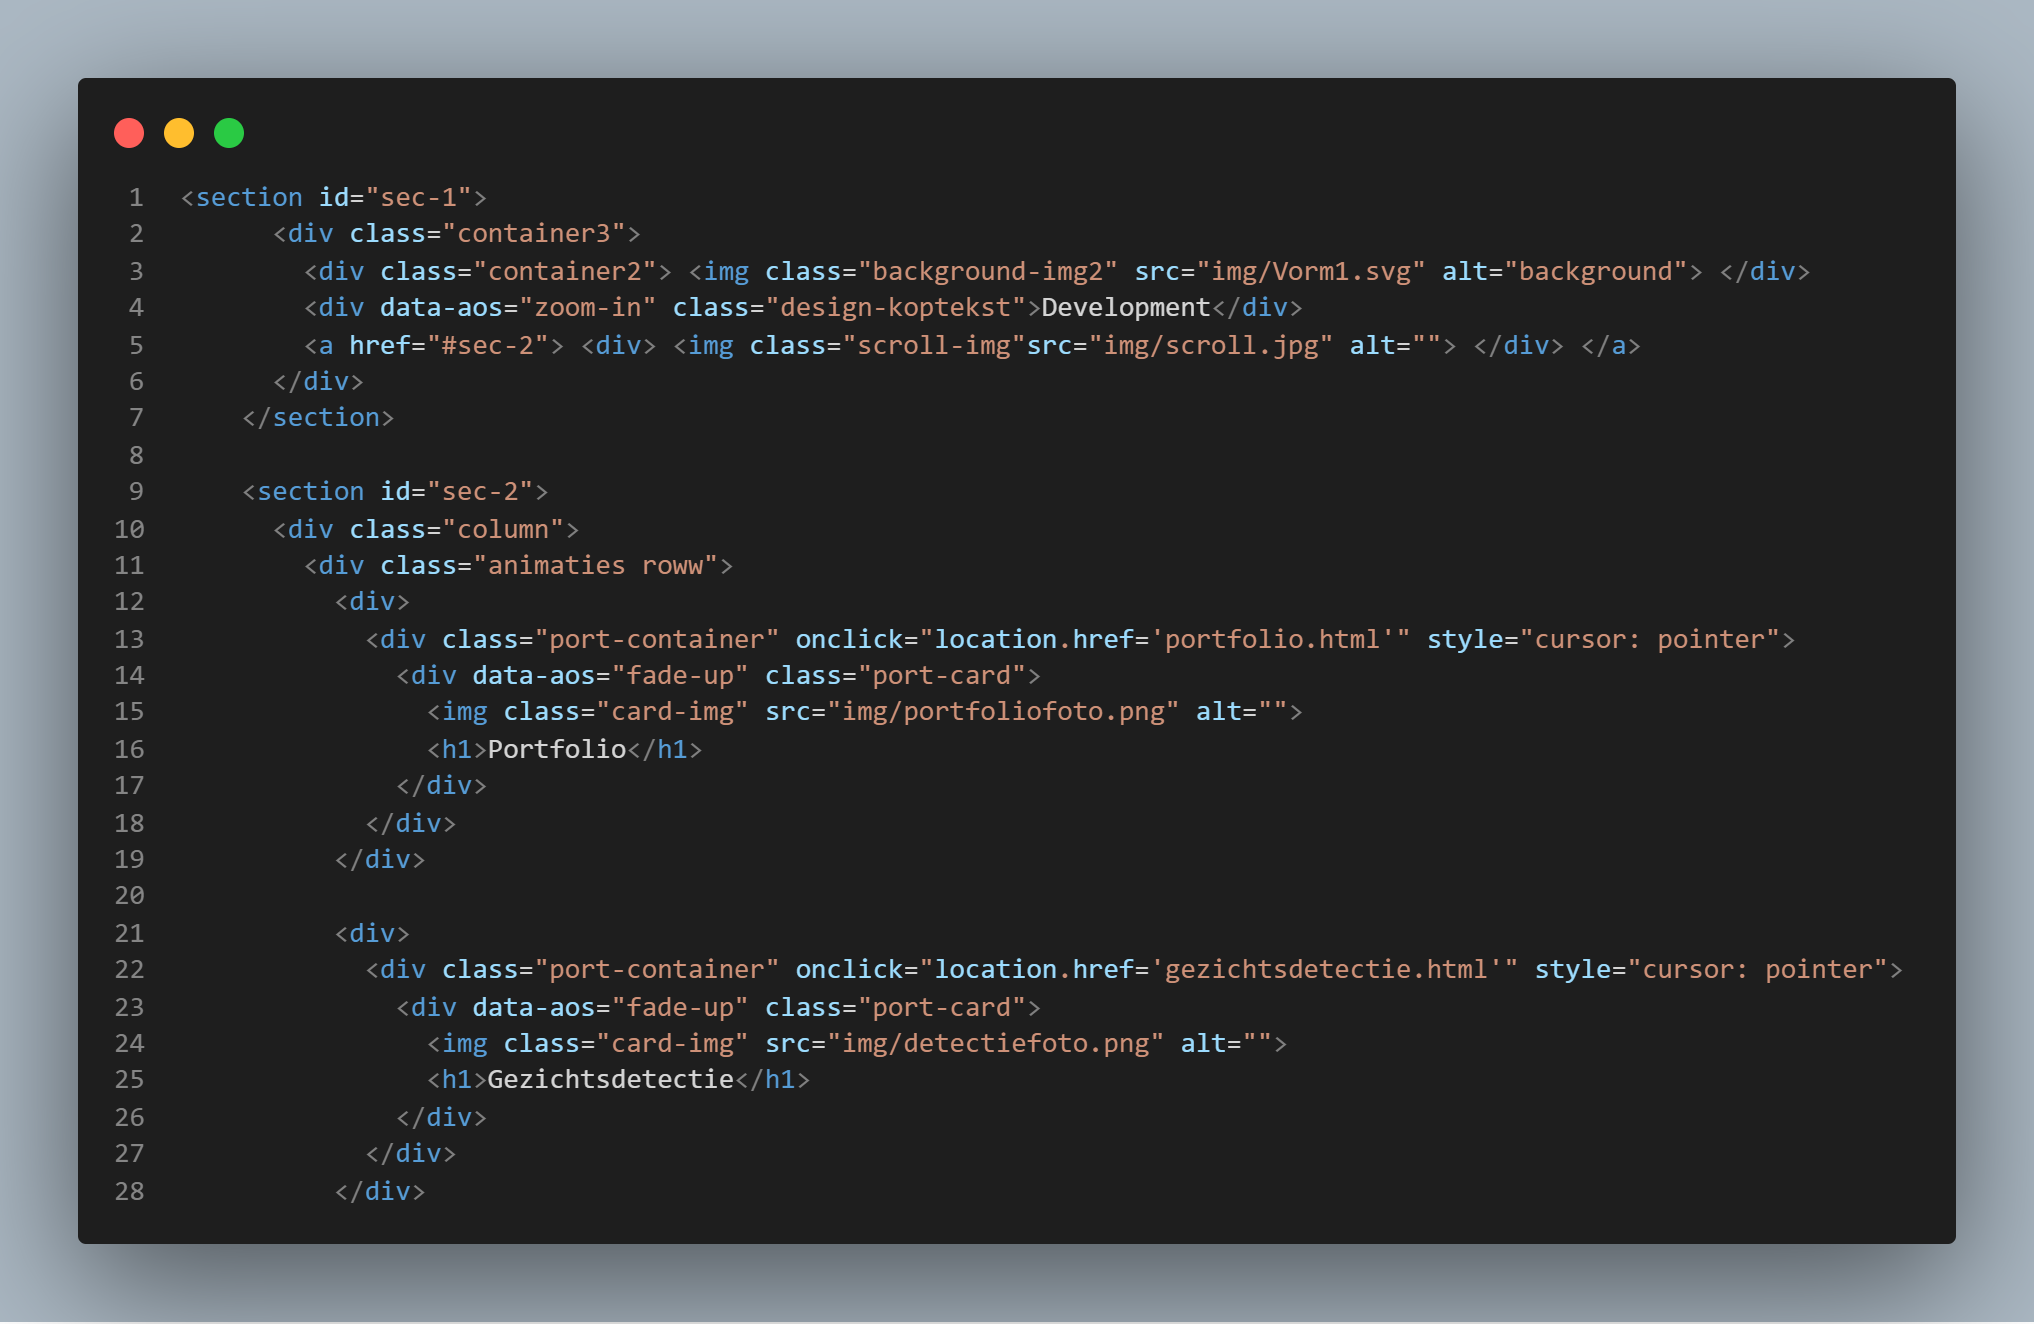 1 <section id="sec-1">
2 <div class="container3">
3 <div class="container2"> <img class="background-img2" src="img/Vorm1.svg" alt="background"> </div>
4 <div data-aos="zoom-in" class="design-koptekst">Development</div>
5 <a href="#sec-2"> <div> <img class="scroll-img"src="img/scroll.jpg" alt=""> </div> </a>
6 </div>
7 </section>
8
9 <section id="sec-2">
10 <div class="column">
11 <div class="animaties roww">
12 <div>
13 <div class="port-container" onclick="location.href='portfolio.html'" style="cursor: pointer">
14 <div data-aos="fade-up" class="port-card">
15 <img class="card-img" src="img/portfoliofoto.png" alt="">
16 <h1>Portfolio</h1>
17 </div>
18 </div>
19 </div>
20
21 <div>
22 <div class="port-container" onclick="location.href='gezichtsdetectie.html'" style="cursor: pointer">
23 <div data-aos="fade-up" class="port-card">
24 <img class="card-img" src="img/detectiefoto.png" alt="">
25 <h1>Gezichtsdetectie</h1>
26 </div>
27 </div>
28 </div>